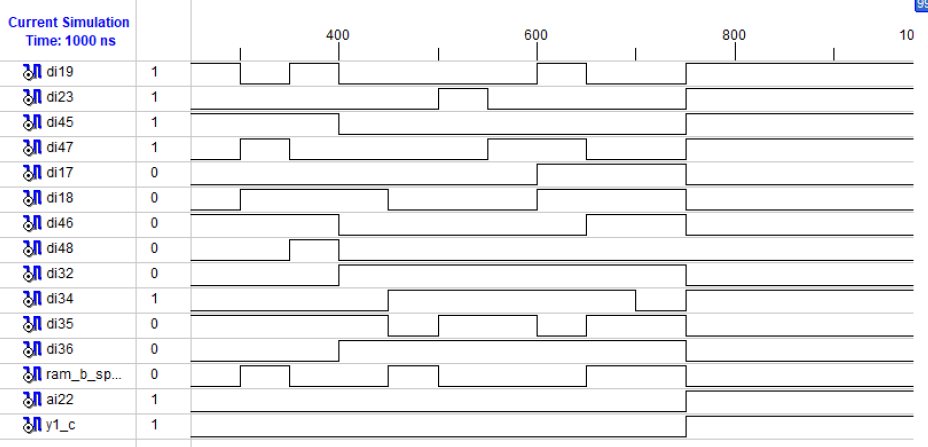 99
Current Simulation
Time: 1000 ns
400 600 800 10
di19 1
di23 1
di45 1
di47 1
di17 0
di18 0
di46 0
di48 0
di32 0
di34 1
di35 0
di36 0
ram_b_sp... 0
ai22 1
y1_c 1